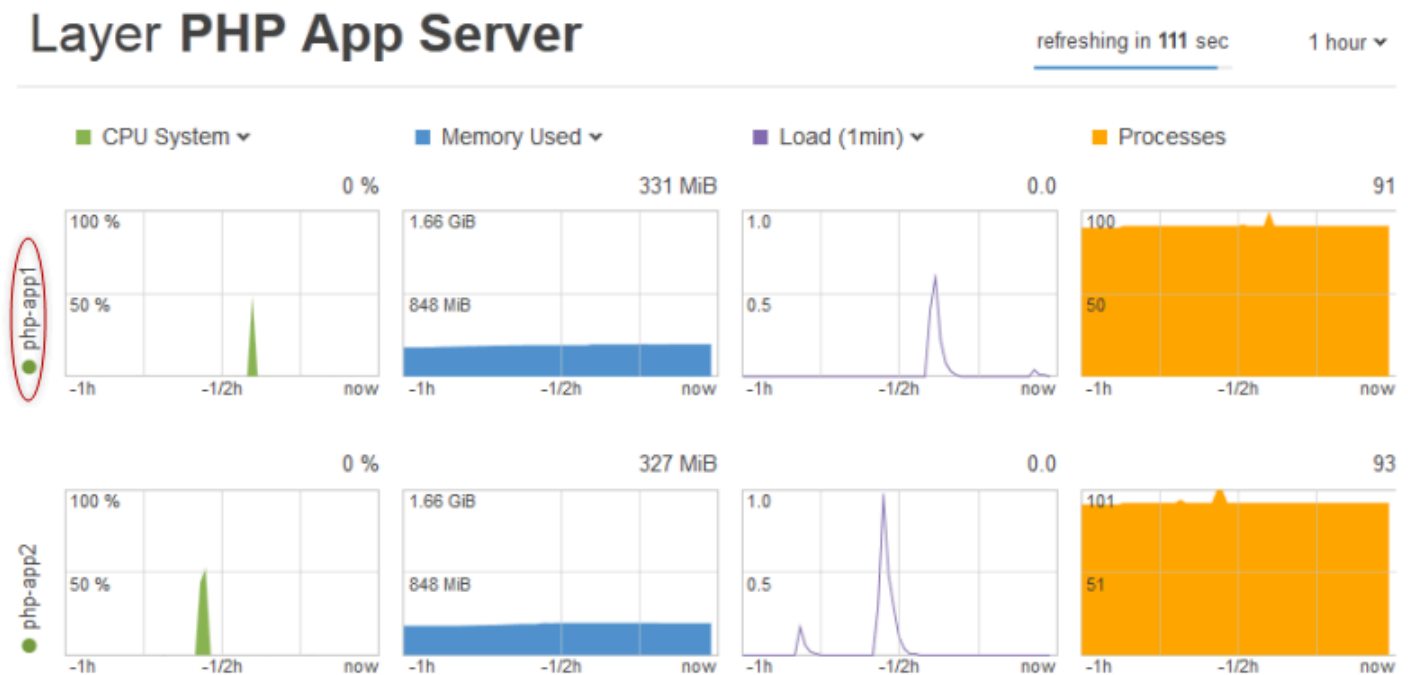 Layer PHP App Server
refreshing in 111 sec
1 hour
CPU System
Memory Used
Load (1min)
Processes
0 %
331 MiB
0.0
91
php-app1
100 %
50 %
-1h
-1/2h
now
1.66 GiB
848 MiB
-1h
-1/2h
now
1.0
0.5
-1h
-1/2h
now
100
50
-1h
-1/2h
now
0 %
327 MiB
0.0
93
php-app2
100 %
50 %
-1h
-1/2h
now
1.66 GiB
848 MiB
-1h
-1/2h
now
1.0
0.5
-1h
-1/2h
now
101
51
-1h
-1/2h
now